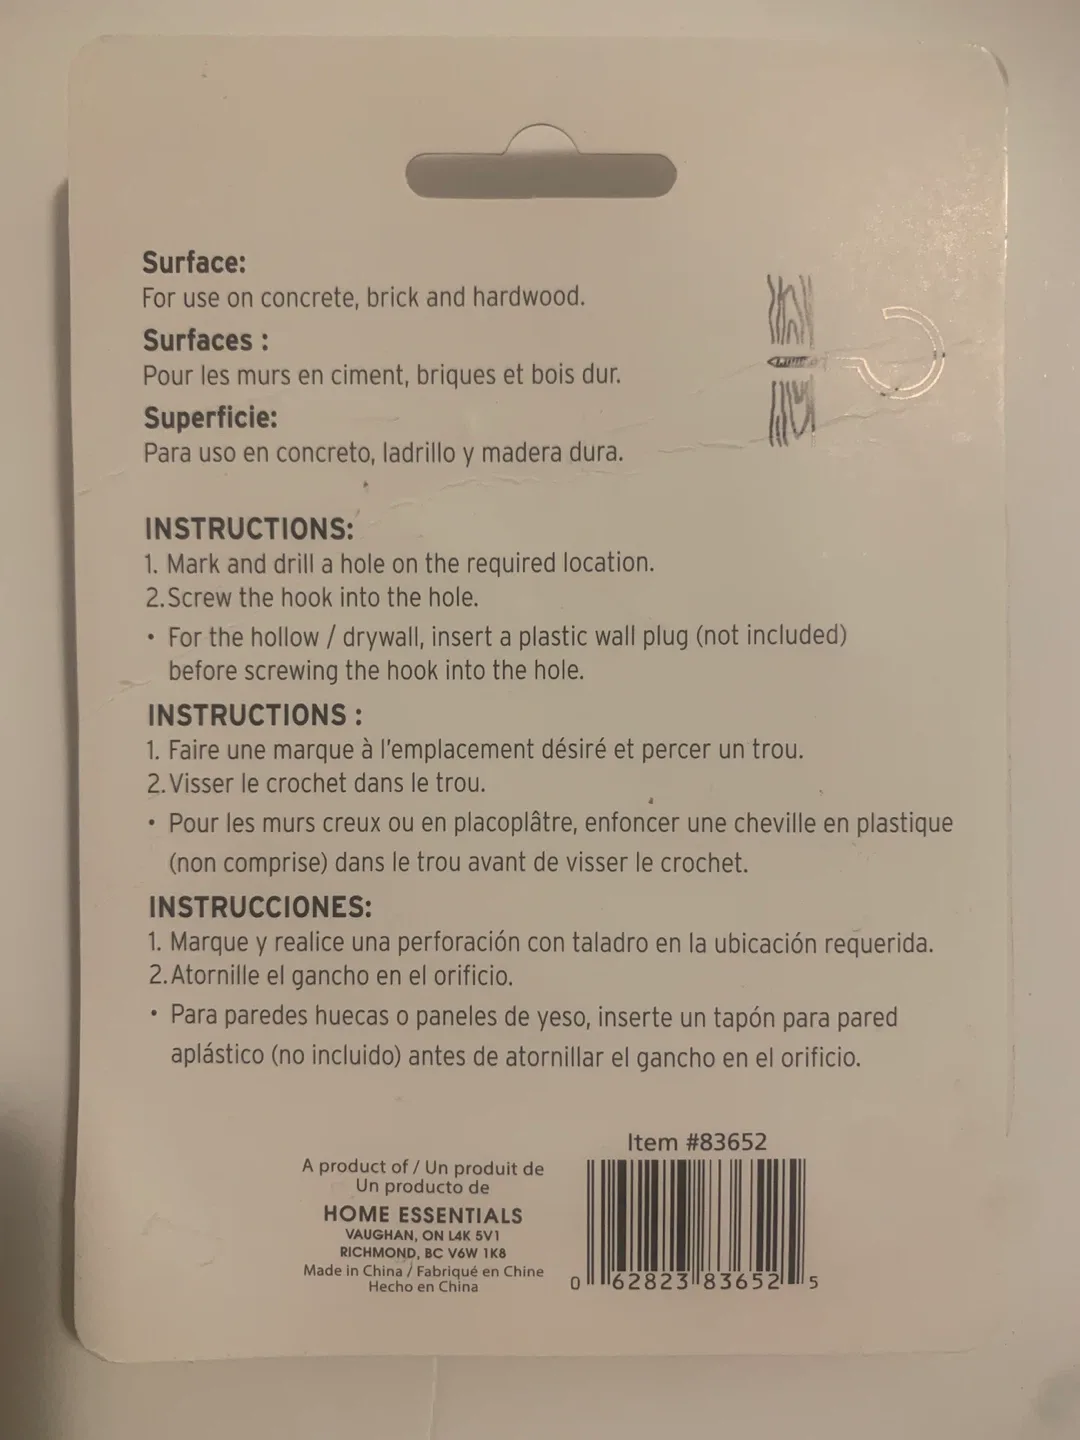 Surface:
For use on concrete, brick and hardwood.
Surfaces :
Pour les murs en ciment, briques et bois dur.
Superficie:
Para uso en concreto, ladrillo y madera dura.
INSTRUCTIONS:
1. Mark and drill a hole on the required location.
2.Screw the hook into the hole.
• For the hollow / drywall, insert a plastic wall plug (not included)
before screwing the hook into the hole.
INSTRUCTIONS :
1. Faire une marque à l'emplacement désiré et percer un trou.
2.Visser le crochet dans le trou.
• Pour les murs creux ou en placoplâtre, enfoncer une cheville en plastique
(non comprise) dans le trou avant de visser le crochet.
INSTRUCCIONES:
1. Marque y realice una perforación con taladro en la ubicación requerida.
2.Atornille el gancho en el orificio.
• Para paredes huecas o paneles de yeso, inserte un tapón para pared
aplástico (no incluido) antes de atornillar el gancho en el orificio.
A product of / Un produit de
Un producto de
HOME ESSENTIALS
VAUGHAN, ON L4K 5V1
RICHMOND, BC V6W 1K8
Made in China / Fabriqué en Chine
Hecho en China
Item #83652
0 62823 83652 5